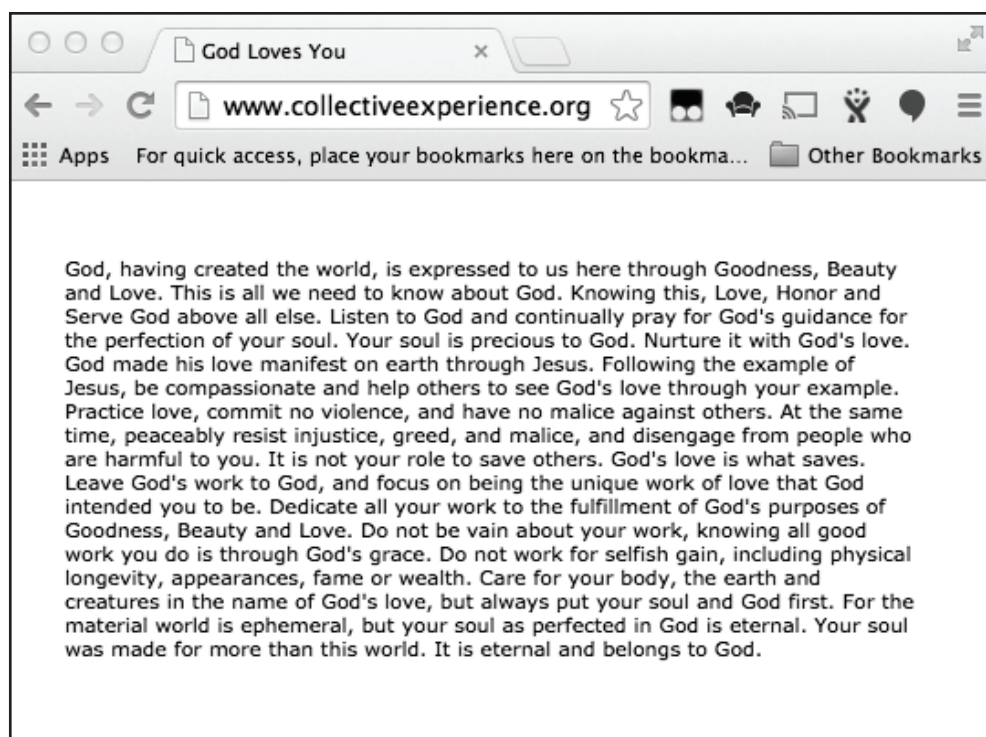 God Loves You
www.collectiveexperience.org
Apps For quick access, place your bookmarks here on the bookma... Other Bookmarks
God, having created the world, is expressed to us here through Goodness, Beauty
and Love. This is all we need to know about God. Knowing this, Love, Honor and
Serve God above all else. Listen to God and continually pray for God's guidance for
the perfection of your soul. Your soul is precious to God. Nurture it with God's love.
God made his love manifest on earth through Jesus. Following the example of
Jesus, be compassionate and help others to see God's love through your example.
Practice love, commit no violence, and have no malice against others. At the same
time, peaceably resist injustice, greed, and malice, and disengage from people who
are harmful to you. It is not your role to save others. God's love is what saves.
Leave God's work to God, and focus on being the unique work of love that God
intended you to be. Dedicate all your work to the fulfillment of God's purposes of
Goodness, Beauty and Love. Do not be vain about your work, knowing all good
work you do is through God's grace. Do not work for selfish gain, including physical
longevity, appearances, fame or wealth. Care for your body, the earth and
creatures in the name of God's love, but always put your soul and God first. For the
material world is ephemeral, but your soul as perfected in God is eternal. Your soul
was made for more than this world. It is eternal and belongs to God.